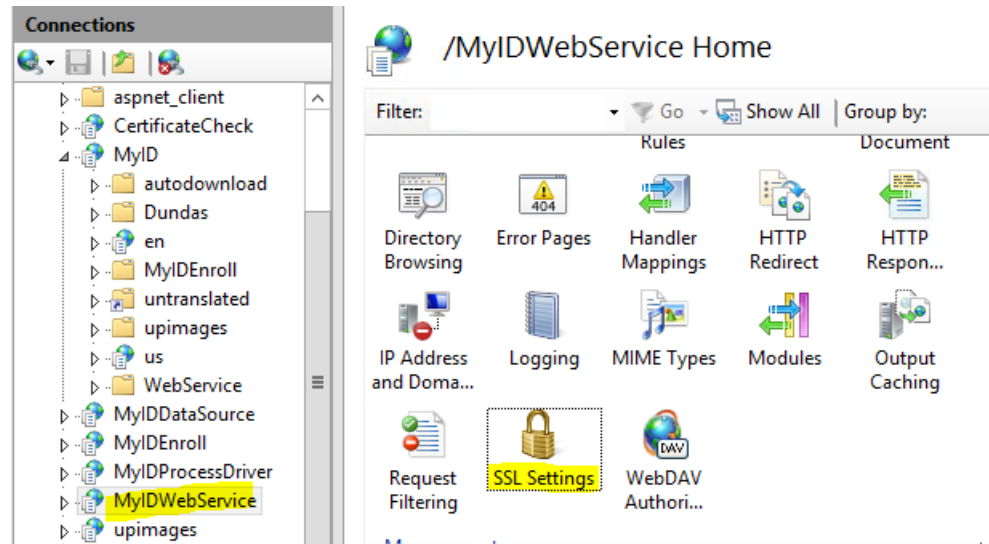 Connections
aspnet_client
CertificateCheck
MyID
autodownload
Dundas
en
MyIDEnroll
untranslated
upimages
us
WebService
MyIDDataSource
MyIDEnroll
MyIDProcessDriver
MyIDWebService
upimages
/MyIDWebService Home
Filter: Go Show All Group by:
Rules Document
Directory Browsing
Error Pages
404
Handler Mappings
HTTP Redirect
HTTP Respon...
IP Address and Doma...
Logging
MIME Types
Modules
Output Caching
Request Filtering
SSL Settings
DAV
WebDAV Authori...